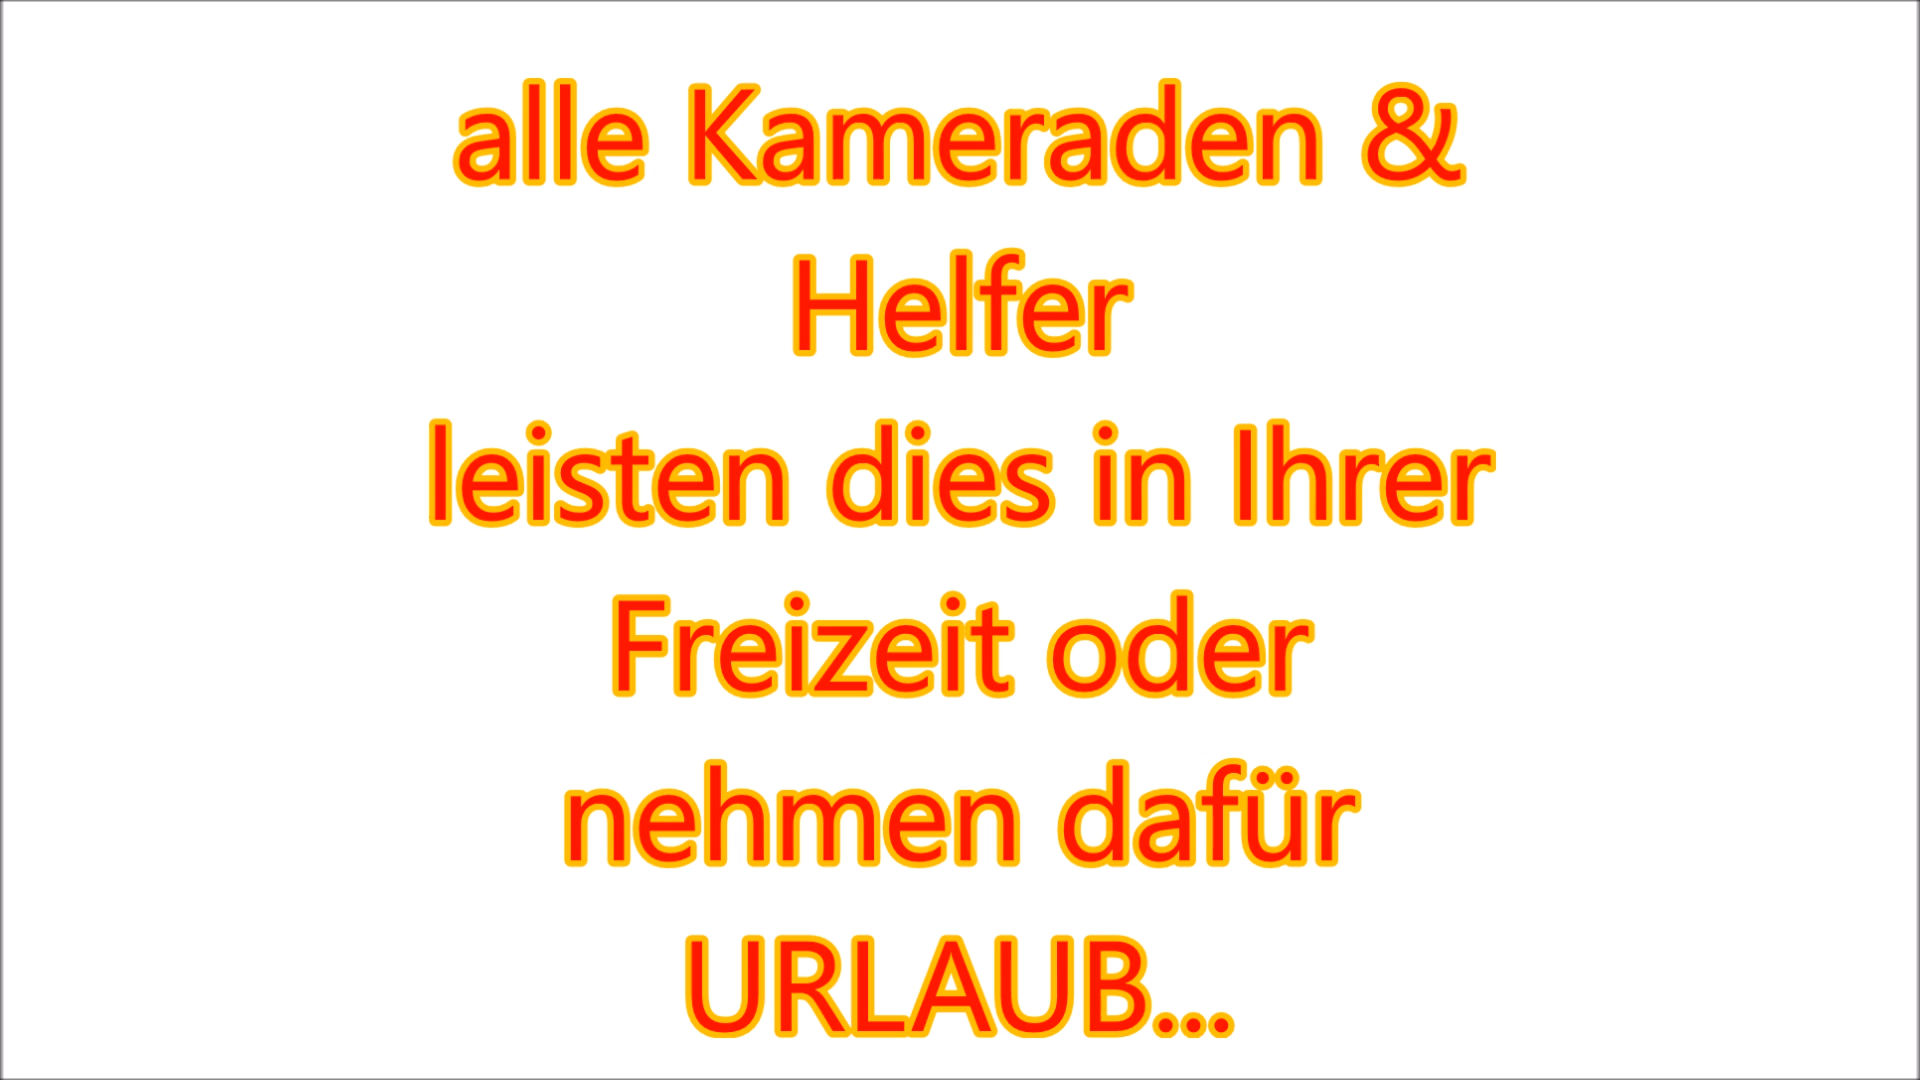 alle Kameraden &
Helfer
leisten dies in Ihrer
Freizeit oder
nehmen dafür
URLAUB...